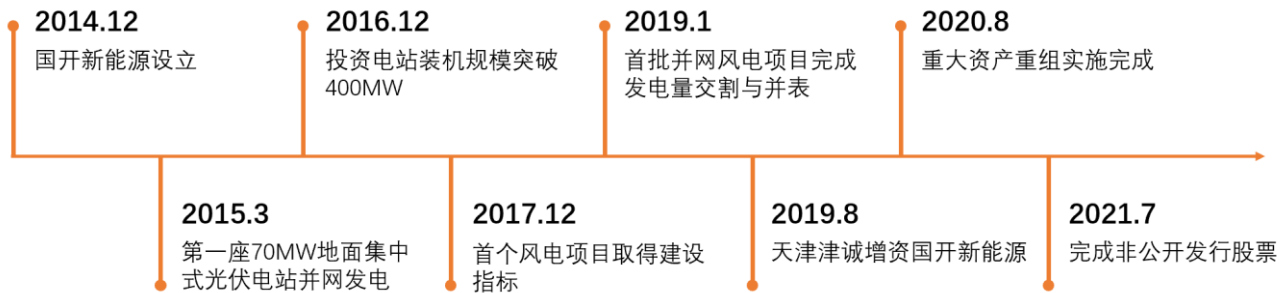 2014.12
国开新能源设立
2016.12
投资电站装机规模突破
400MW
2019.1
首批并网风电项目完成
发电量交割与并表
2020.8
重大资产重组实施完成
2015.3
第一座70MW地面集中
式光伏电站并网发电
2017.12
首个风电项目取得建设
指标
2019.8
天津津诚增资国开新能源
2021.7
完成非公开发行股票